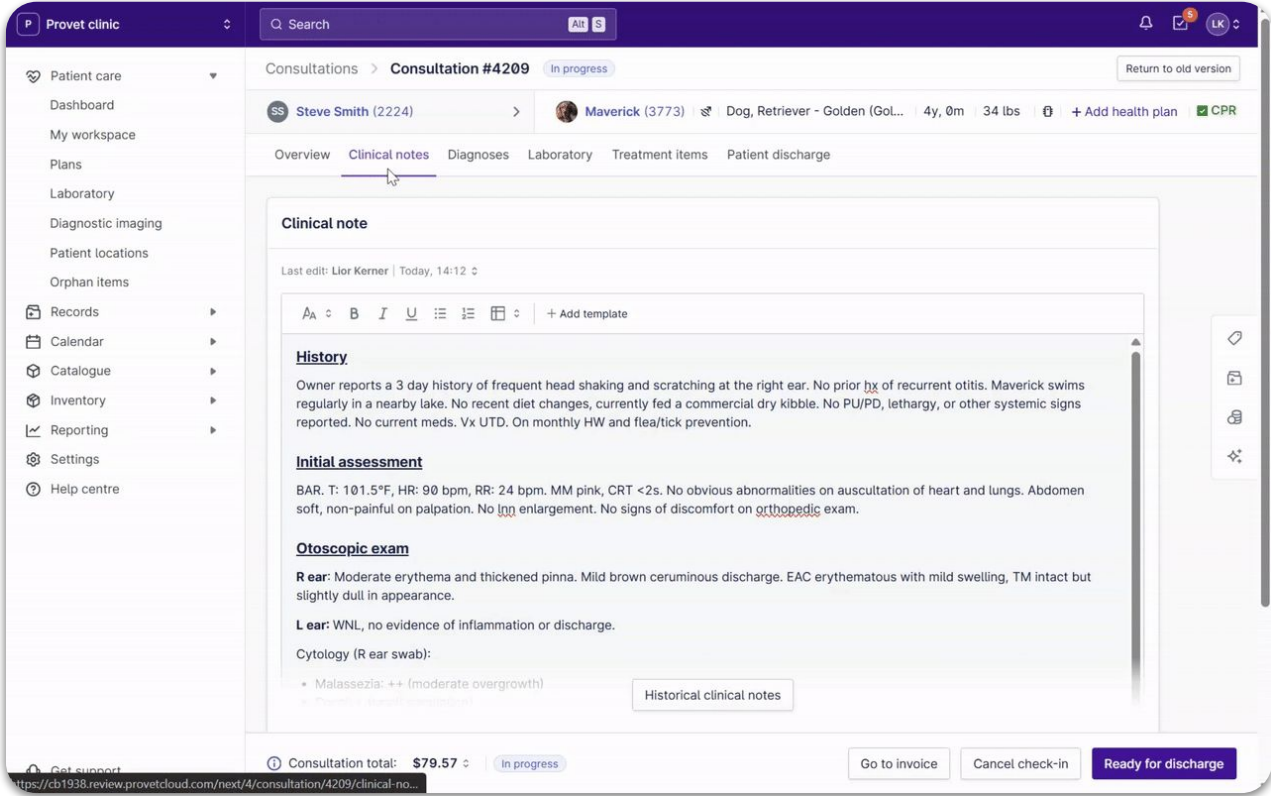 P Provet clinic
Search Alt S
5
LK
Patient care
Dashboard
My workspace
Plans
Laboratory
Diagnostic imaging
Patient locations
Orphan items
Records
Calendar
Catalogue
Inventory
Reporting
Settings
Help centre
Get support
https://cb1938.review.provetcloud.com/next/4/consultation/4209/clinical-no...
Consultations > Consultation #4209 In progress
Return to old version
SS Steve Smith (2224)
Maverick (3773) Dog, Retriever - Golden (Gol... 4y, 0m 34 lbs + Add health plan CPR
Overview Clinical notes Diagnoses Laboratory Treatment items Patient discharge
Clinical note
Last edit: Lior Kerner | Today, 14:12
AA B I U + Add template
History
Owner reports a 3 day history of frequent head shaking and scratching at the right ear. No prior hx of recurrent otitis. Maverick swims
regularly in a nearby lake. No recent diet changes, currently fed a commercial dry kibble. No PU/PD, lethargy, or other systemic signs
reported. No current meds. Vx UTD. On monthly HW and flea/tick prevention.
Initial assessment
BAR. T: 101.5°F, HR: 90 bpm, RR: 24 bpm. MM pink, CRT <2s. No obvious abnormalities on auscultation of heart and lungs. Abdomen
soft, non-painful on palpation. No lnn enlargement. No signs of discomfort on orthopedic exam.
Otoscopic exam
R ear: Moderate erythema and thickened pinna. Mild brown ceruminous discharge. EAC erythematous with mild swelling, TM intact but
slightly dull in appearance.
L ear: WNL, no evidence of inflammation or discharge.
Cytology (R ear swab):
• Malassezia: ++ (moderate overgrowth)
Historical clinical notes
Consultation total: $79.57 In progress
Go to invoice
Cancel check-in
Ready for discharge